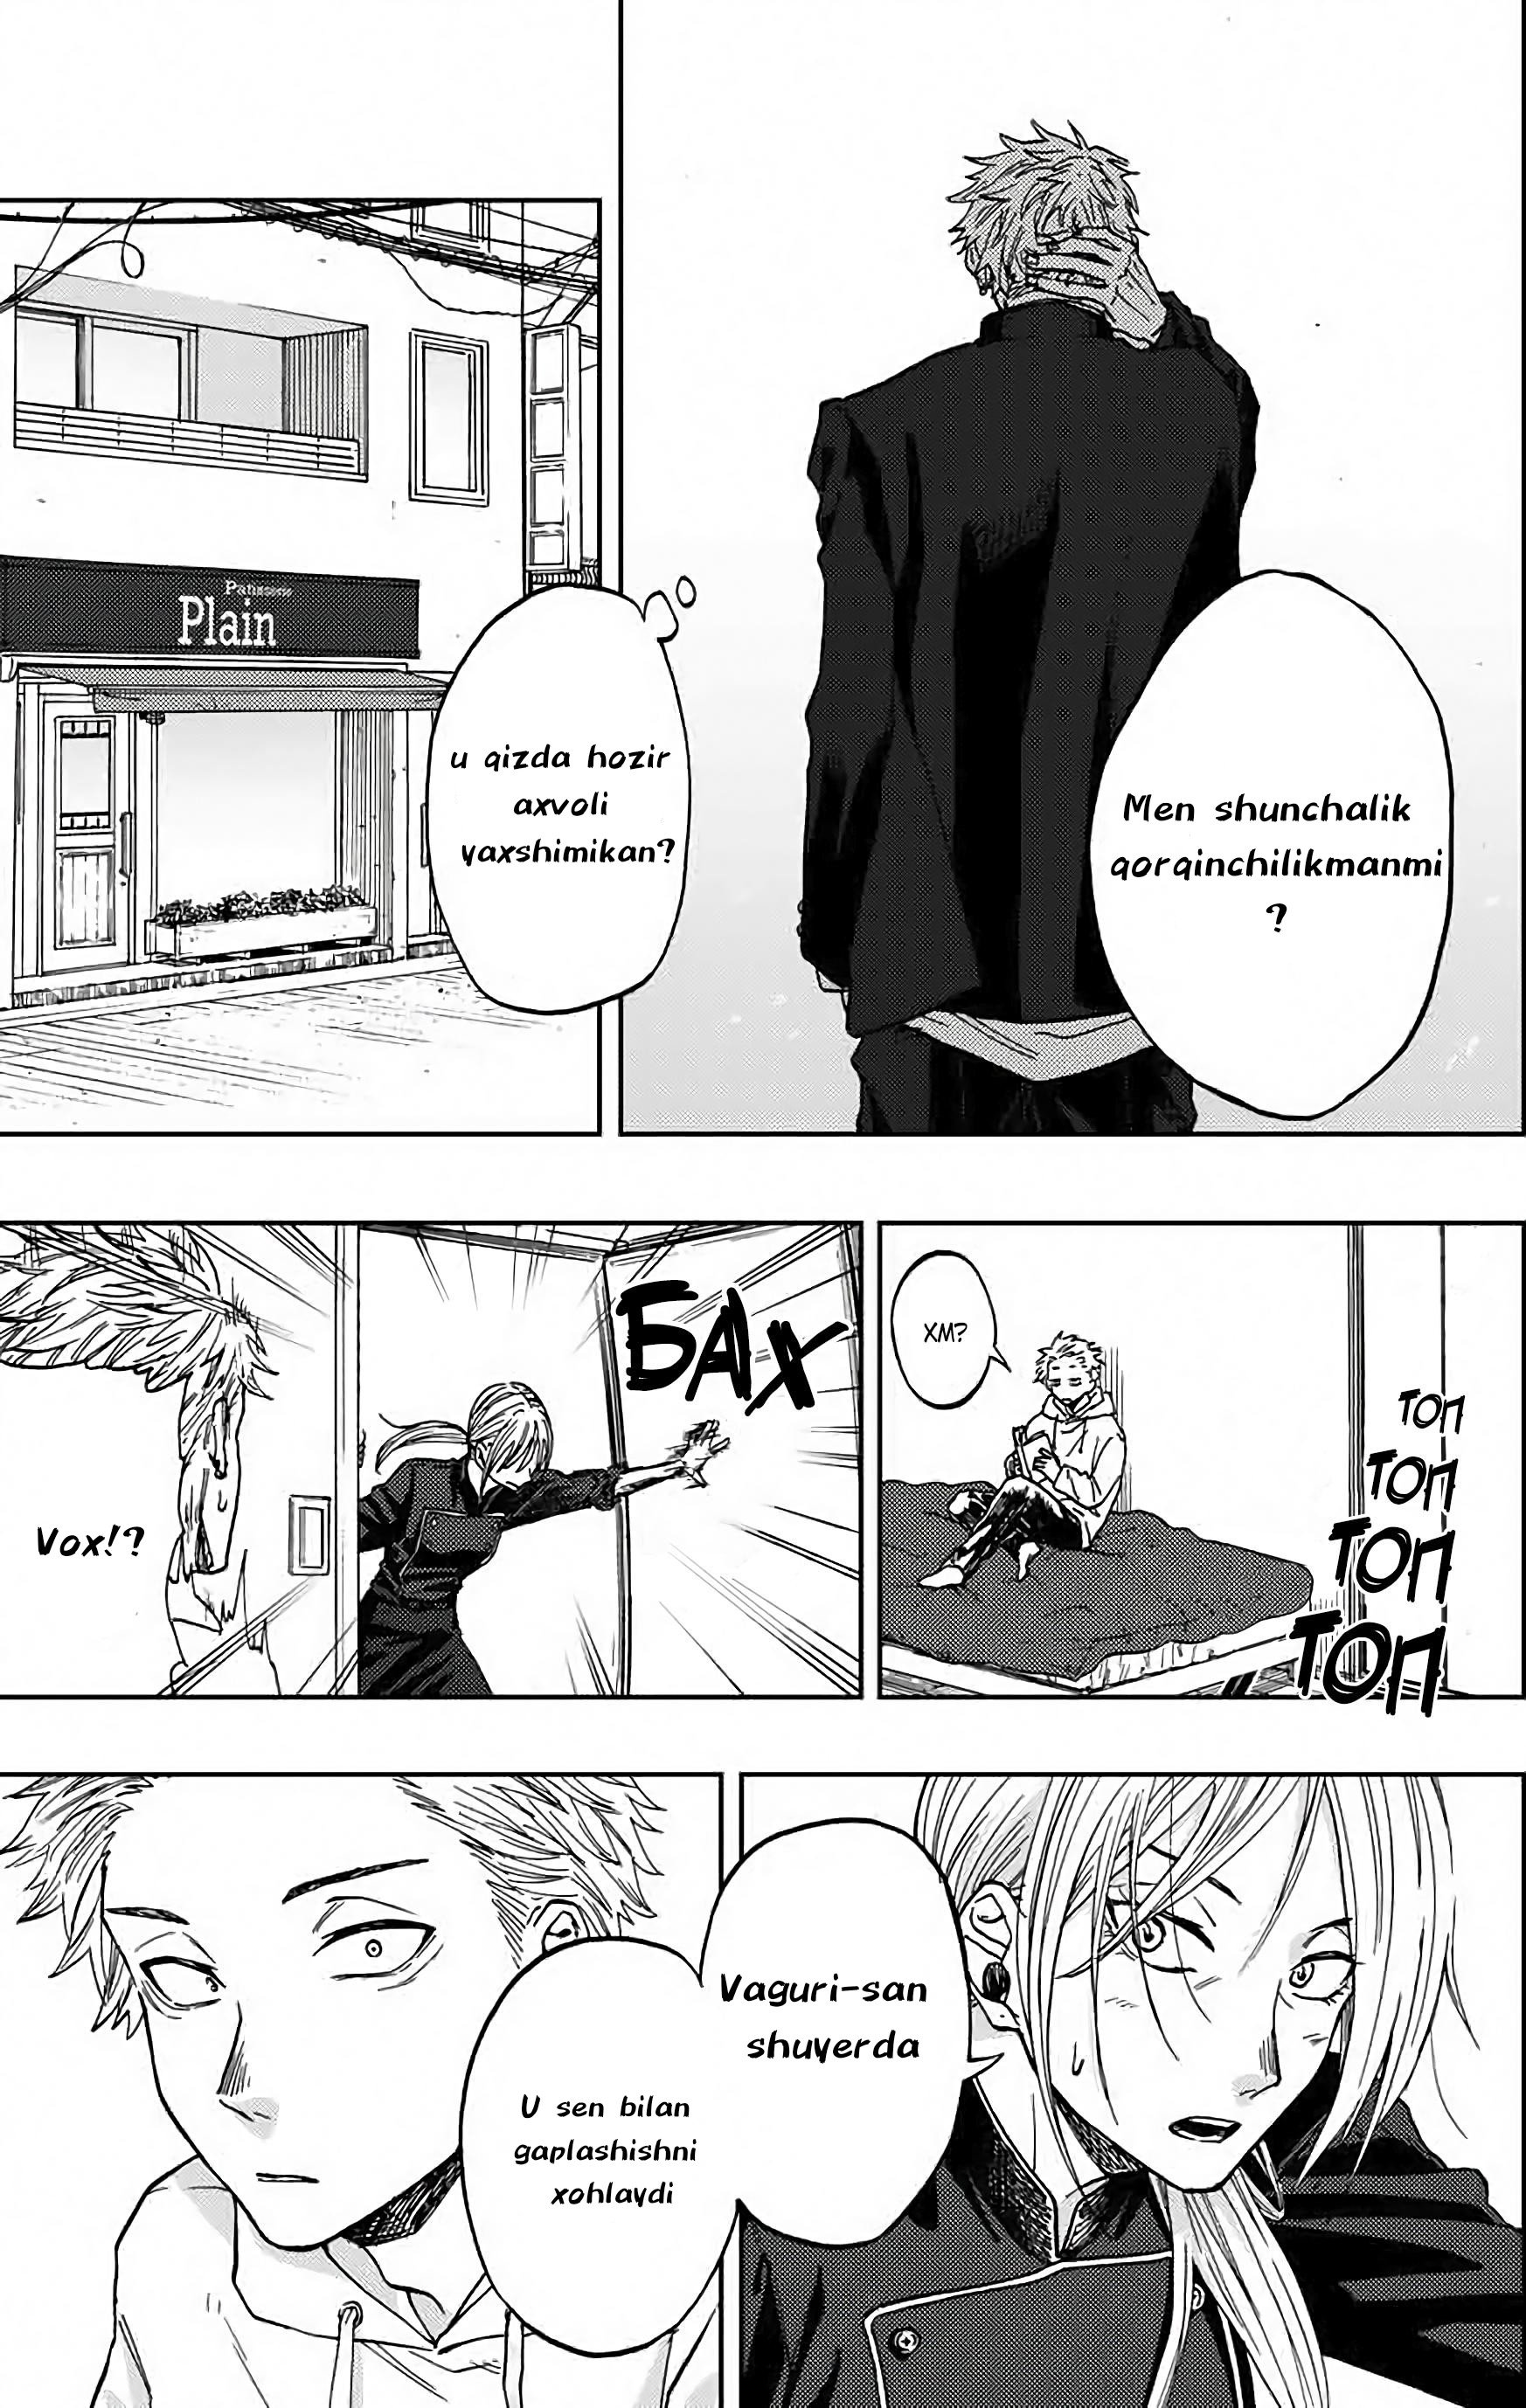 Men shunchalik
qorqinchilikmanmi
?
Patisserie
Plain
u qizda hozir
axvoli
yaxshimikan?
ХМ?
ТОП
ТОП
ТОП
ТОП
БАХ
Vox!?
Vaguri-san
shuyerda
U sen bilan
gaplashishni
xohlaydi